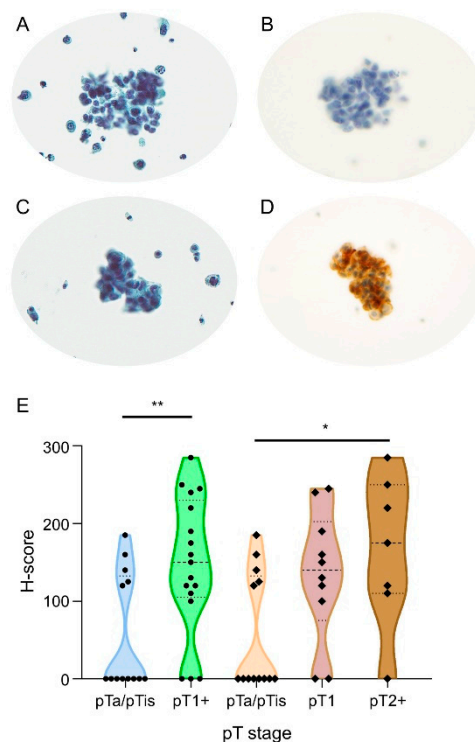 A
B
C
D
E
** *
300
200
100
0
H-score
pTa/pTis pT1+ pTa/pTis pT1 pT2+
pT stage